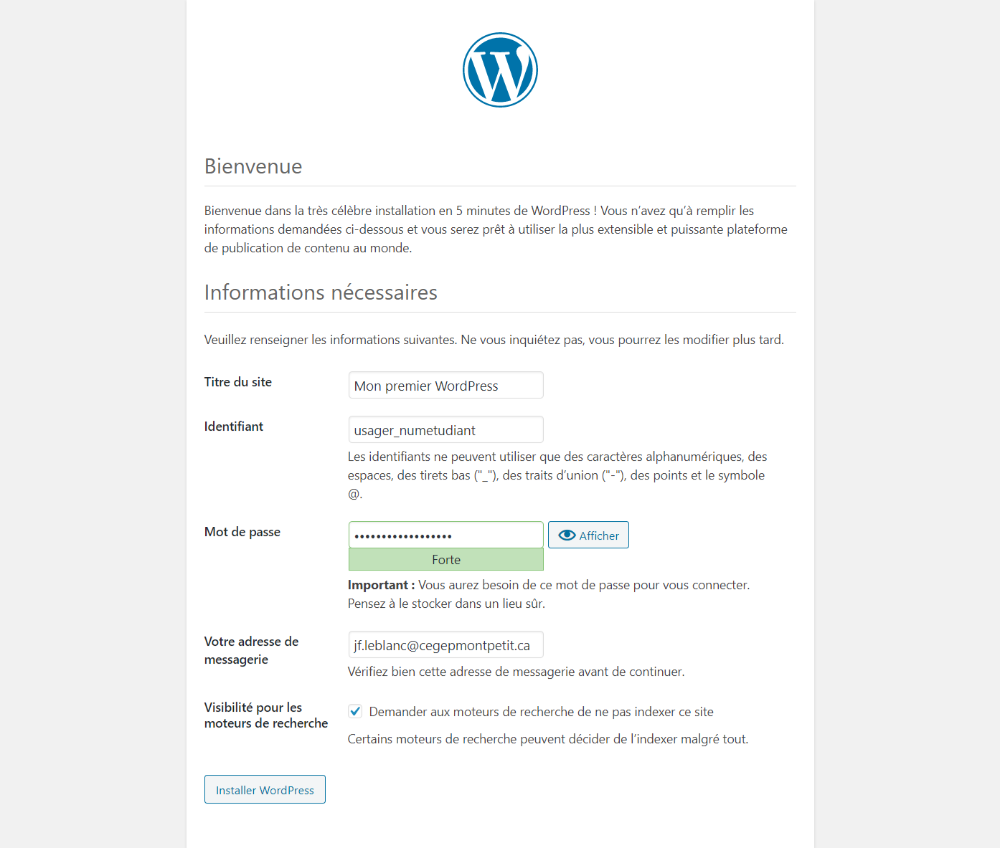 Bienvenue
Bienvenue dans la très célèbre installation en 5 minutes de WordPress ! Vous n’avez qu’à remplir les
informations demandées ci-dessous et vous serez prêt à utiliser la plus extensible et puissante plateforme
de publication de contenu au monde.
Informations nécessaires
Veuillez renseigner les informations suivantes. Ne vous inquiétez pas, vous pourrez les modifier plus tard.
Titre du site
Mon premier WordPress
Identifiant
usager_numetudiant
Les identifiants ne peuvent utiliser que des caractères alphanumériques, des
espaces, des tirets bas ("_"), des traits d’union ("-"), des points et le symbole
@.
Mot de passe
••••••••••••••••••
Afficher
Forte
Important : Vous aurez besoin de ce mot de passe pour vous connecter.
Pensez à le stocker dans un lieu sûr.
Votre adresse de
messagerie
jf.leblanc@cegepmontpetit.ca
Vérifiez bien cette adresse de messagerie avant de continuer.
Visibilité pour les
moteurs de recherche
Demander aux moteurs de recherche de ne pas indexer ce site
Certains moteurs de recherche peuvent décider de l’indexer malgré tout.
Installer WordPress